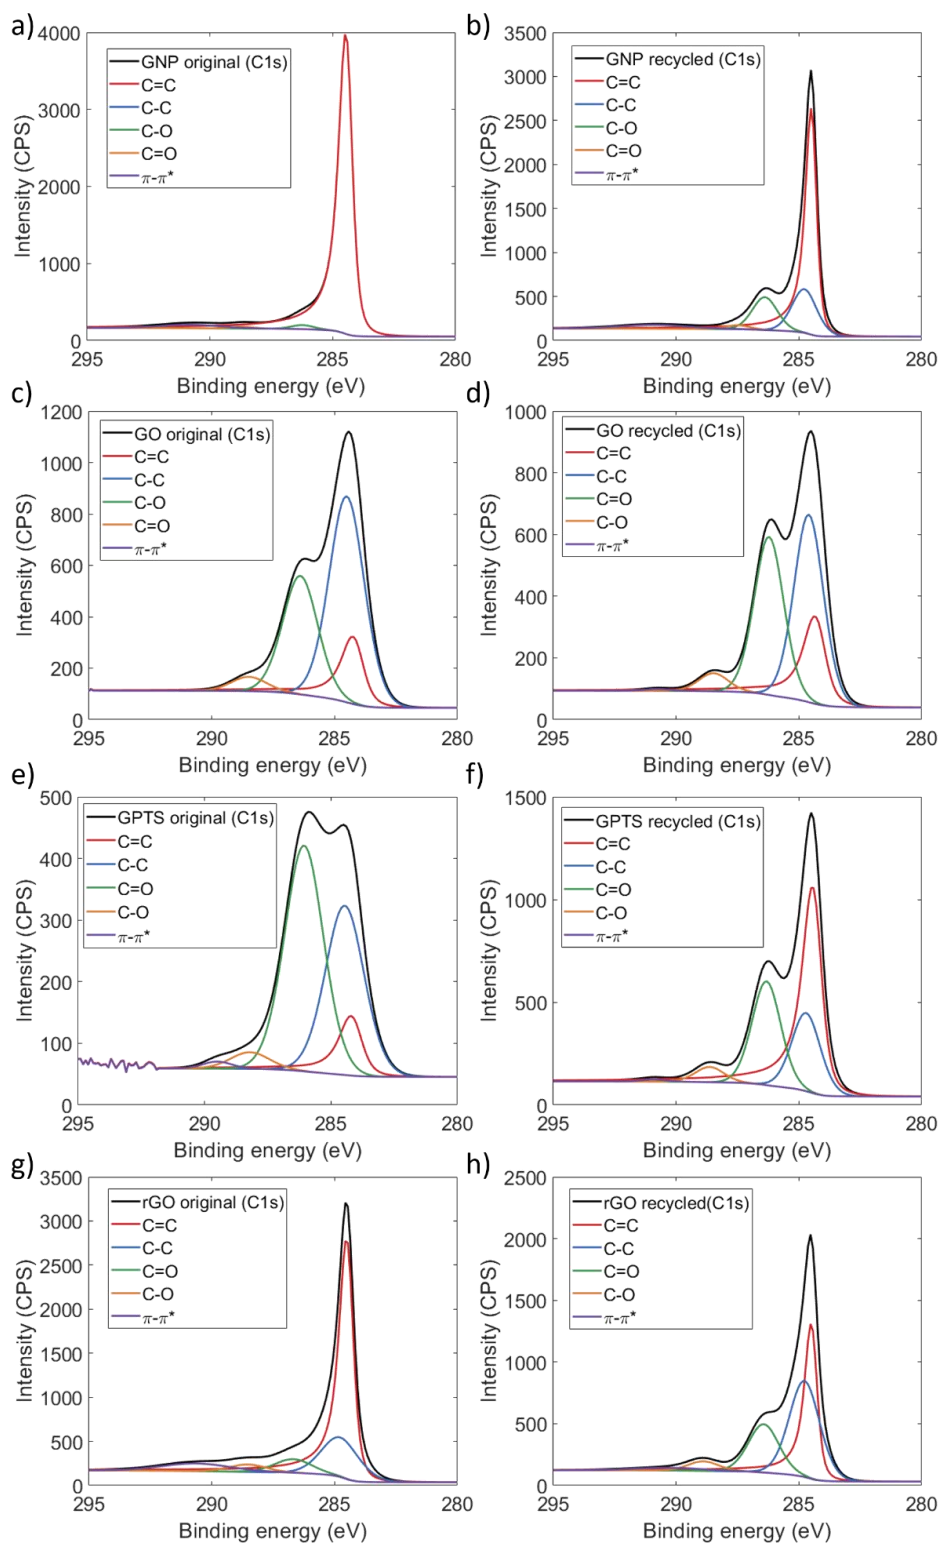 a)
4000
3000
2000
1000
0
295
290
285
280
Intensity (CPS)
Binding energy (eV)
GNP original (C1s)
C=C
C-C
C-O
C=O
π-π*
b)
3500
3000
2500
2000
1500
1000
500
0
295
290
285
280
Intensity (CPS)
Binding energy (eV)
GNP recycled (C1s)
C=C
C-C
C-O
C=O
π-π*
c)
1200
1000
800
600
400
200
0
295
290
285
280
Intensity (CPS)
Binding energy (eV)
GO original (C1s)
C=C
C-C
C-O
C=O
π-π*
d)
1000
800
600
400
200
0
295
290
285
280
Intensity (CPS)
Binding energy (eV)
GO recycled (C1s)
C=C
C-C
C=O
C-O
π-π*
e)
500
400
300
200
100
0
295
290
285
280
Intensity (CPS)
Binding energy (eV)
GPTS original (C1s)
C=C
C-C
C=O
C-O
π-π*
f)
1500
1000
500
0
295
290
285
280
Intensity (CPS)
Binding energy (eV)
GPTS recycled (C1s)
C=C
C-C
C=O
C-O
π-π*
g)
3500
3000
2500
2000
1500
1000
500
0
295
290
285
280
Intensity (CPS)
Binding energy (eV)
rGO original (C1s)
C=C
C-C
C=O
C-O
π-π*
h)
2500
2000
1500
1000
500
0
295
290
285
280
Intensity (CPS)
Binding energy (eV)
rGO recycled(C1s)
C=C
C-C
C=O
C-O
π-π*